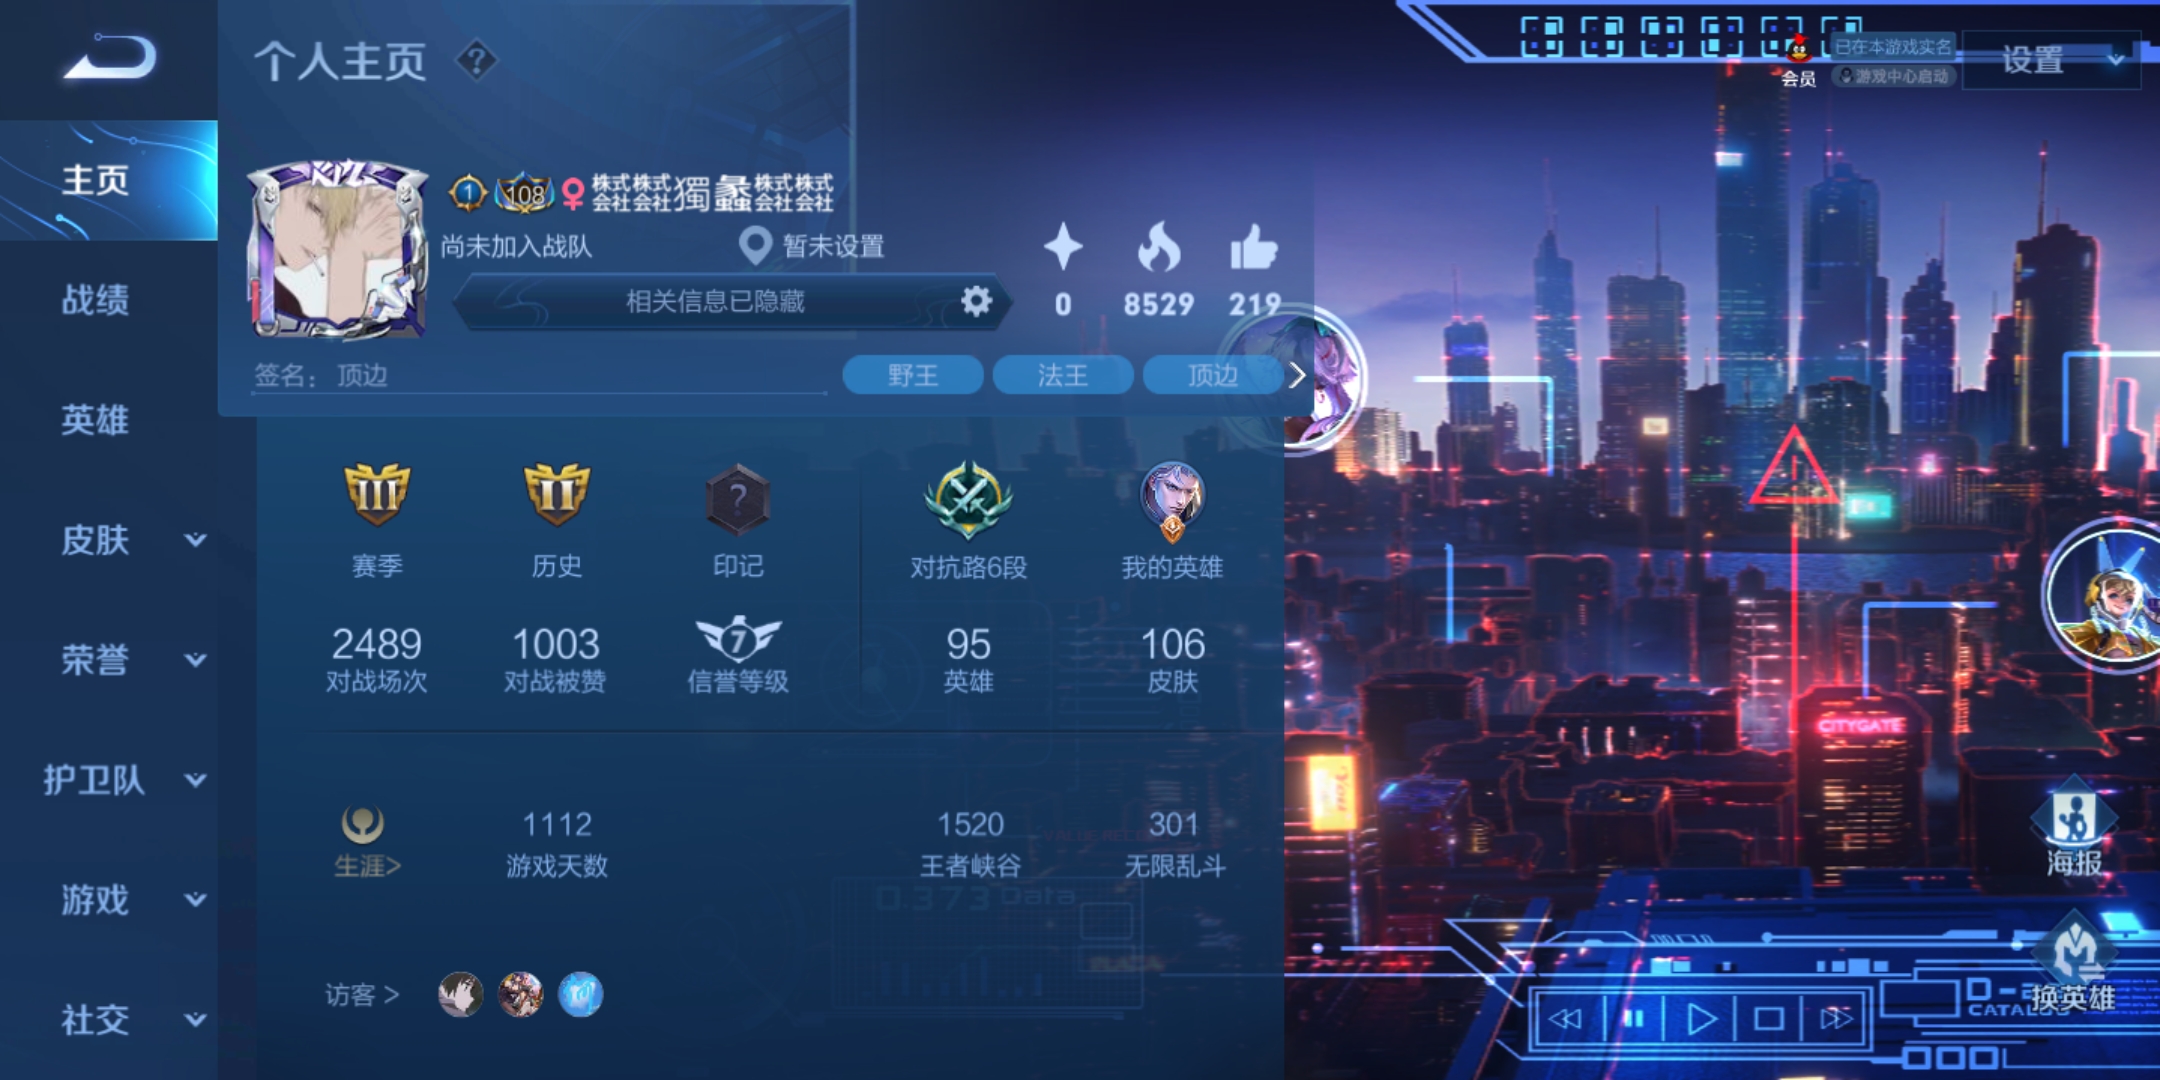 个人主页
会员
已在本游戏实名
游戏中心启动
设置
主页
战绩
英雄
皮肤
荣誉
护卫队
游戏
社交
1
108
株式会社株式会社獨蠡株式会社株式会社
尚未加入战队
暂未设置
相关信息已隐藏
0
8529
219
签名：顶边
野王
法王
顶边
III
II
?
赛季
历史
印记
对抗路6段
我的英雄
2489
1003
7
95
106
对战场次
对战被赞
信誉等级
英雄
皮肤
生涯>
1112
1520
301
游戏天数
王者峡谷
无限乱斗
0.373 Data
访客 >
CITYGATE
You
海报
换英雄